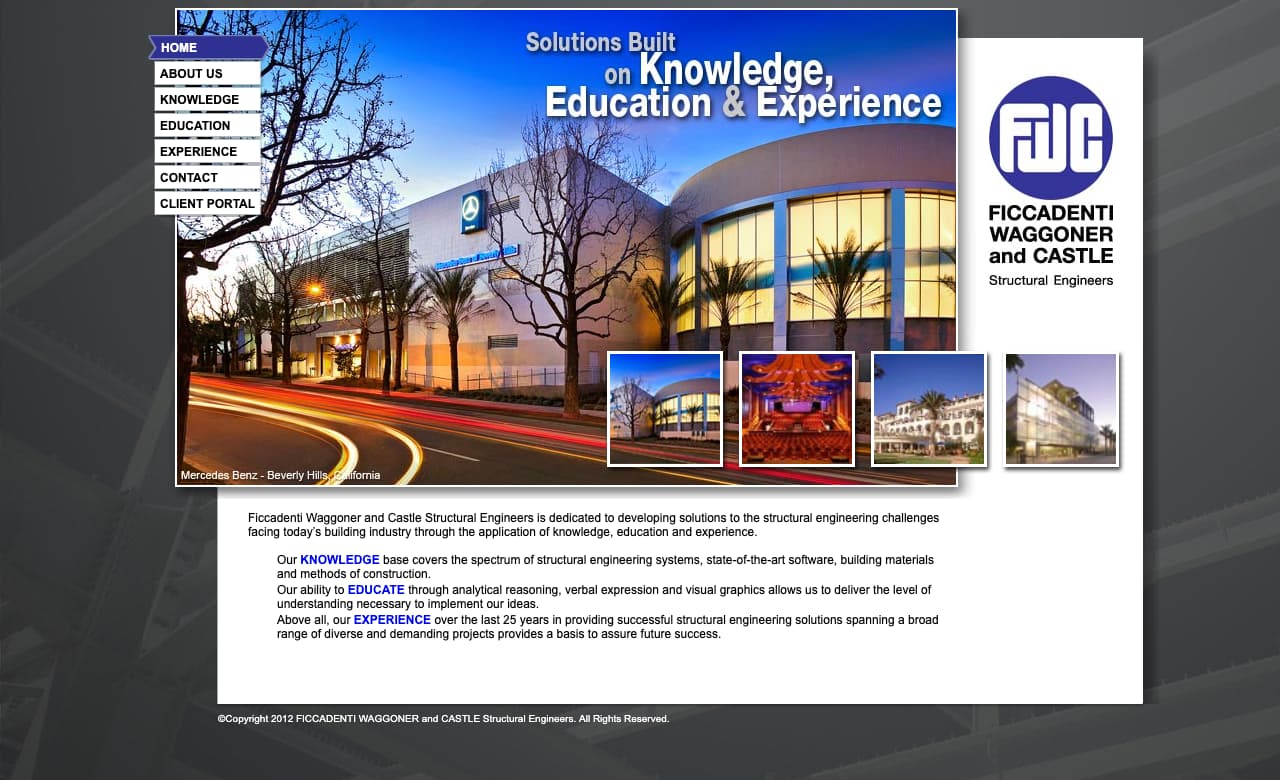 HOME
ABOUT US
KNOWLEDGE
EDUCATION
EXPERIENCE
CONTACT
CLIENT PORTAL
Solutions Built
on Knowledge,
Education & Experience
Mercedes-Benz of Beverly Hills
Mercedes Benz - Beverly Hills, California
FWC
FICCADENTI
WAGGONER
and CASTLE
Structural Engineers
Ficcadenti Waggoner and Castle Structural Engineers is dedicated to developing solutions to the structural engineering challenges
facing today’s building industry through the application of knowledge, education and experience.
Our KNOWLEDGE base covers the spectrum of structural engineering systems, state-of-the-art software, building materials
and methods of construction.
Our ability to EDUCATE through analytical reasoning, verbal expression and visual graphics allows us to deliver the level of
understanding necessary to implement our ideas.
Above all, our EXPERIENCE over the last 25 years in providing successful structural engineering solutions spanning a broad
range of diverse and demanding projects provides a basis to assure future success.
©Copyright 2012 FICCADENTI WAGGONER and CASTLE Structural Engineers. All Rights Reserved.